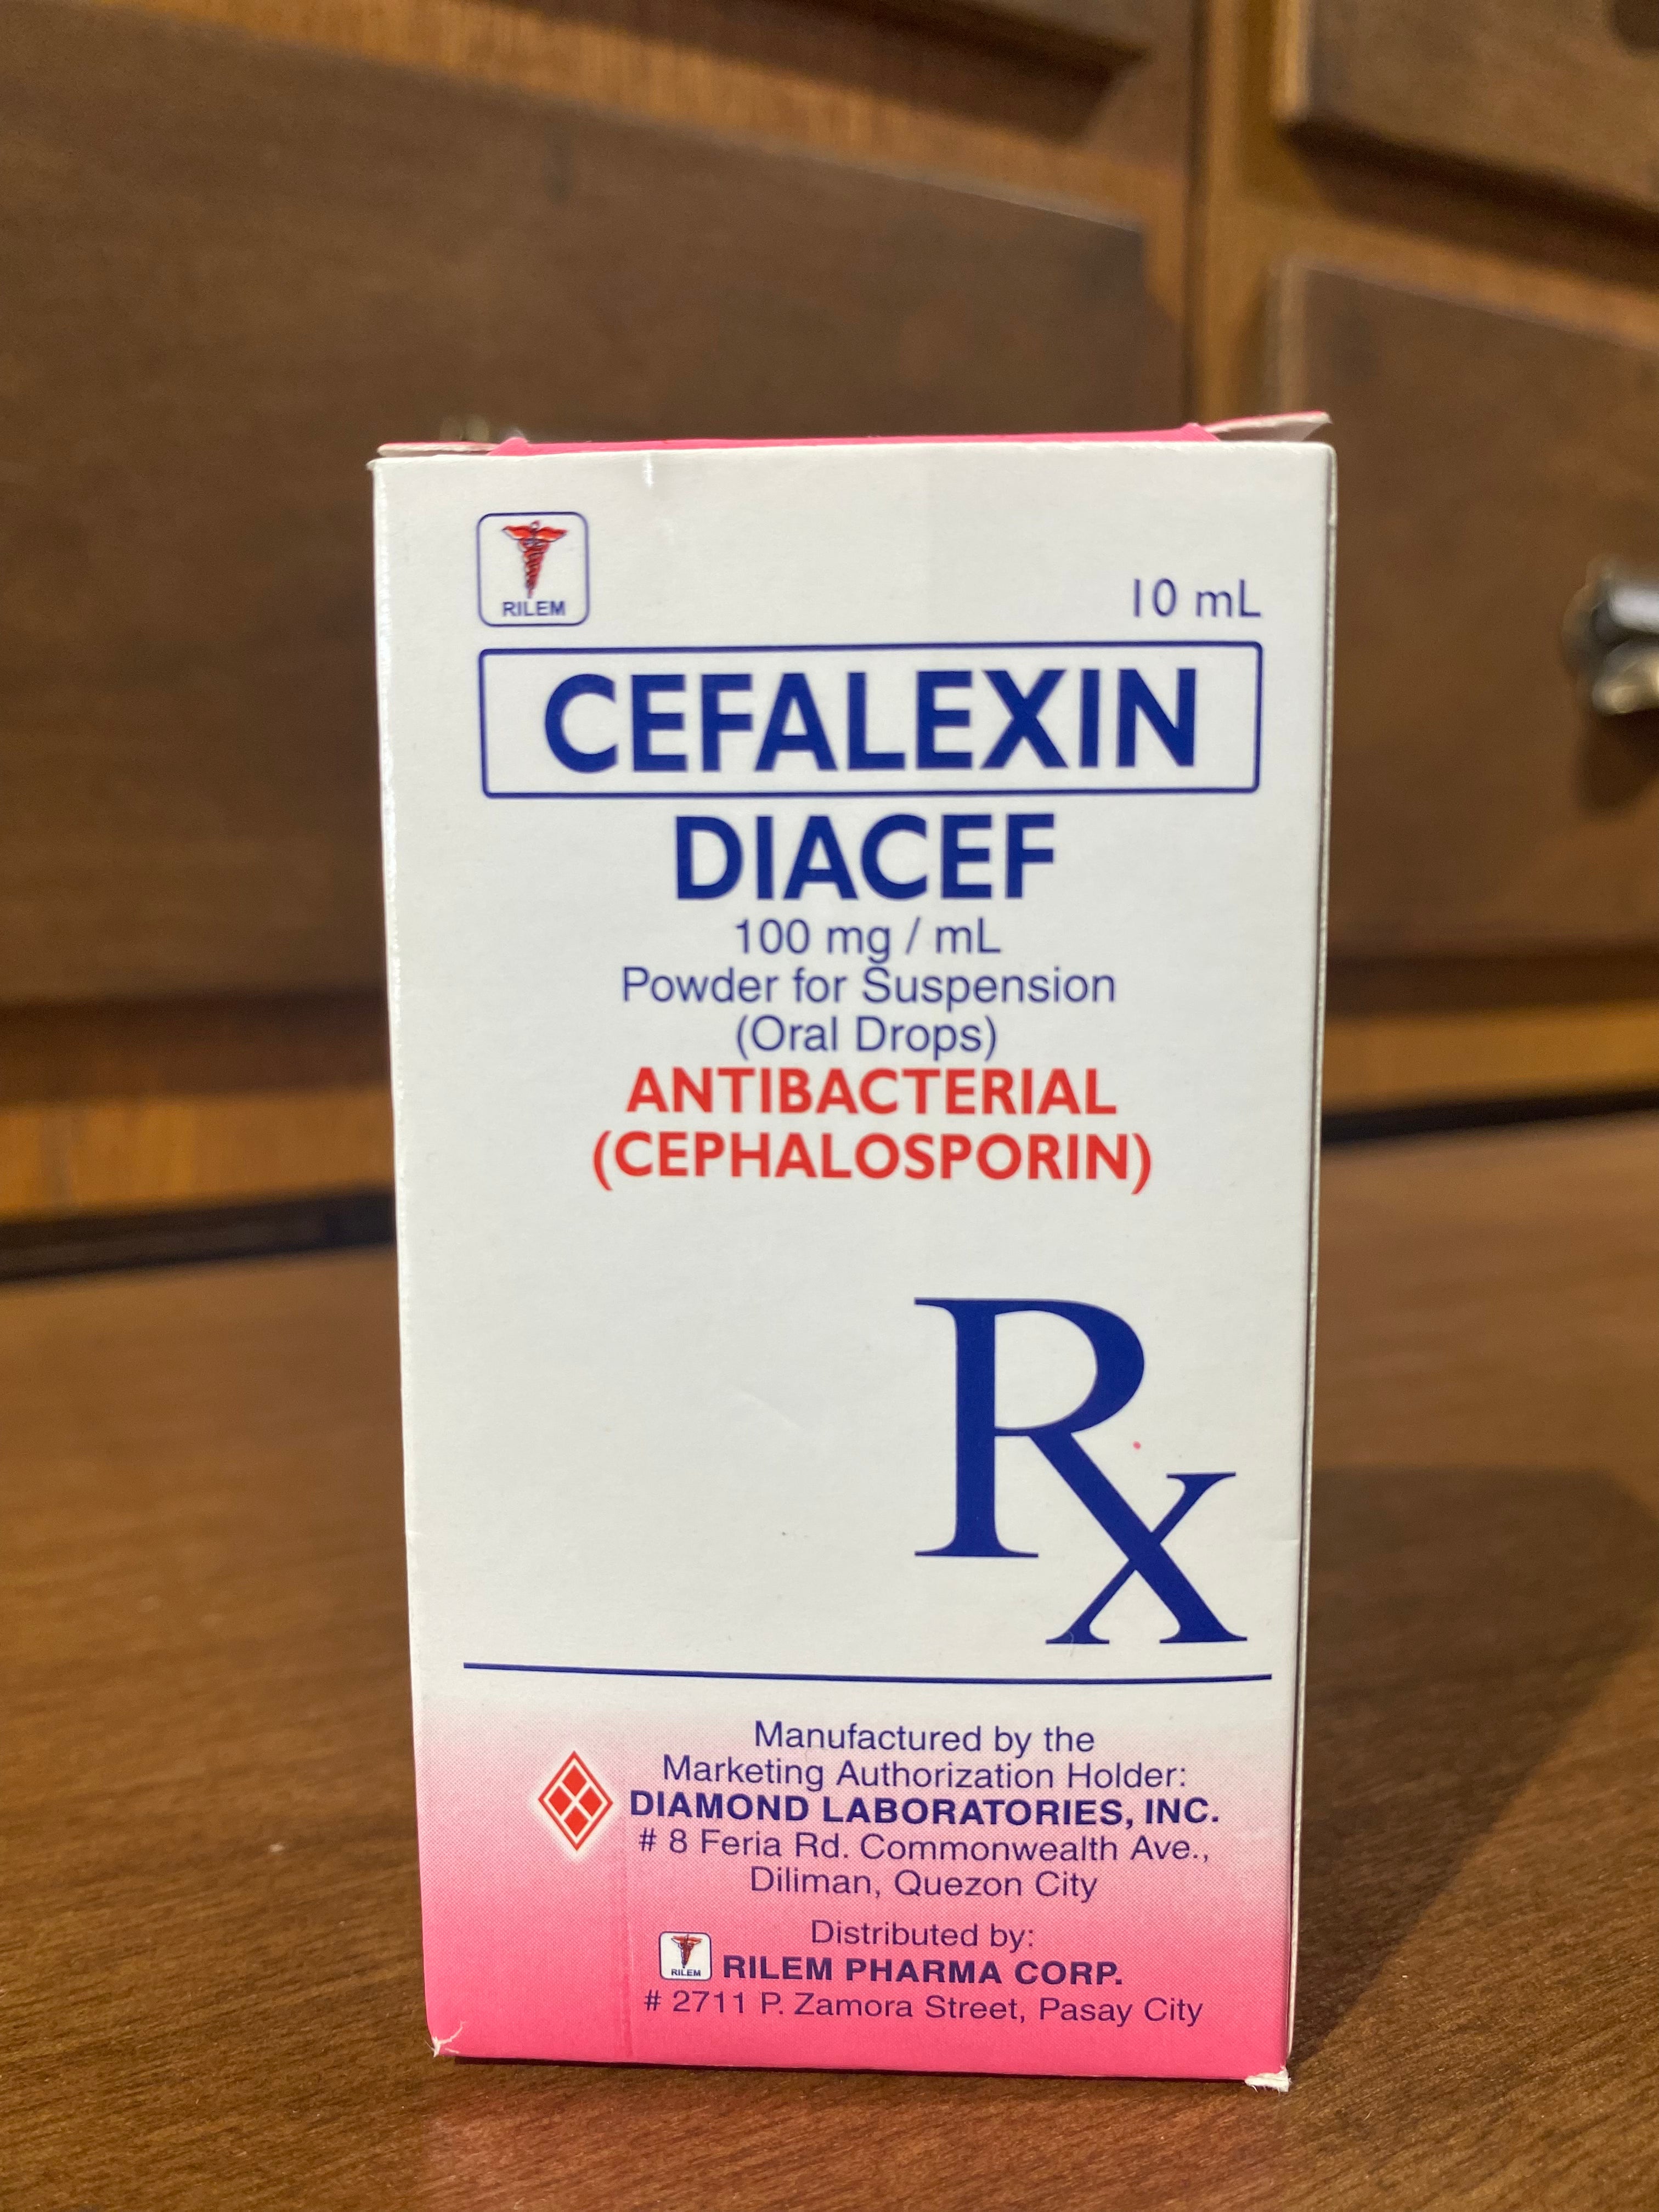 RILEM
10 mL
CEFALEXIN
DIACEF
100 mg / mL
Powder for Suspension
(Oral Drops)
ANTIBACTERIAL
(CEPHALOSPORIN)
Rx
Manufactured by the
Marketing Authorization Holder:
DIAMOND LABORATORIES, INC.
# 8 Feria Rd. Commonwealth Ave.,
Diliman, Quezon City
Distributed by:
RILEM
RILEM PHARMA CORP.
# 2711 P. Zamora Street, Pasay City